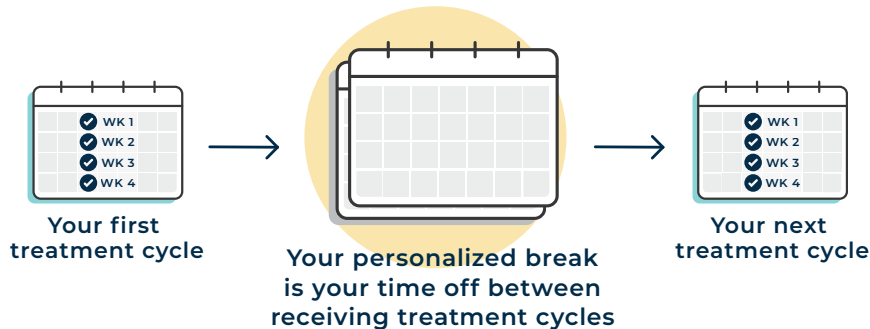 WK 1
WK 2
WK 3
WK 4
Your first
treatment cycle
Your personalized break
is your time off between
receiving treatment cycles
WK 1
WK 2
WK 3
WK 4
Your next
treatment cycle